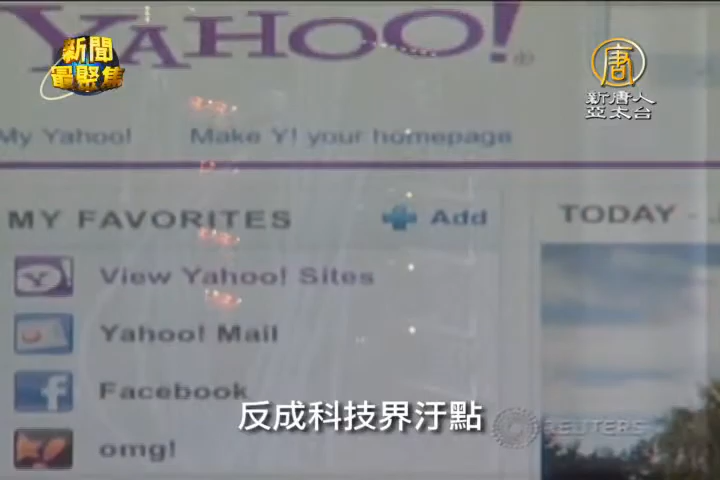 YAHOO!
新聞
最聚焦
唐
新唐人
亞太台
My Yahoo!
Make Y! your homepage
MY FAVORITES
Add
TODAY -
View Yahoo! Sites
Yahoo! Mail
Facebook
omg!
反成科技界汙點
REUTERS